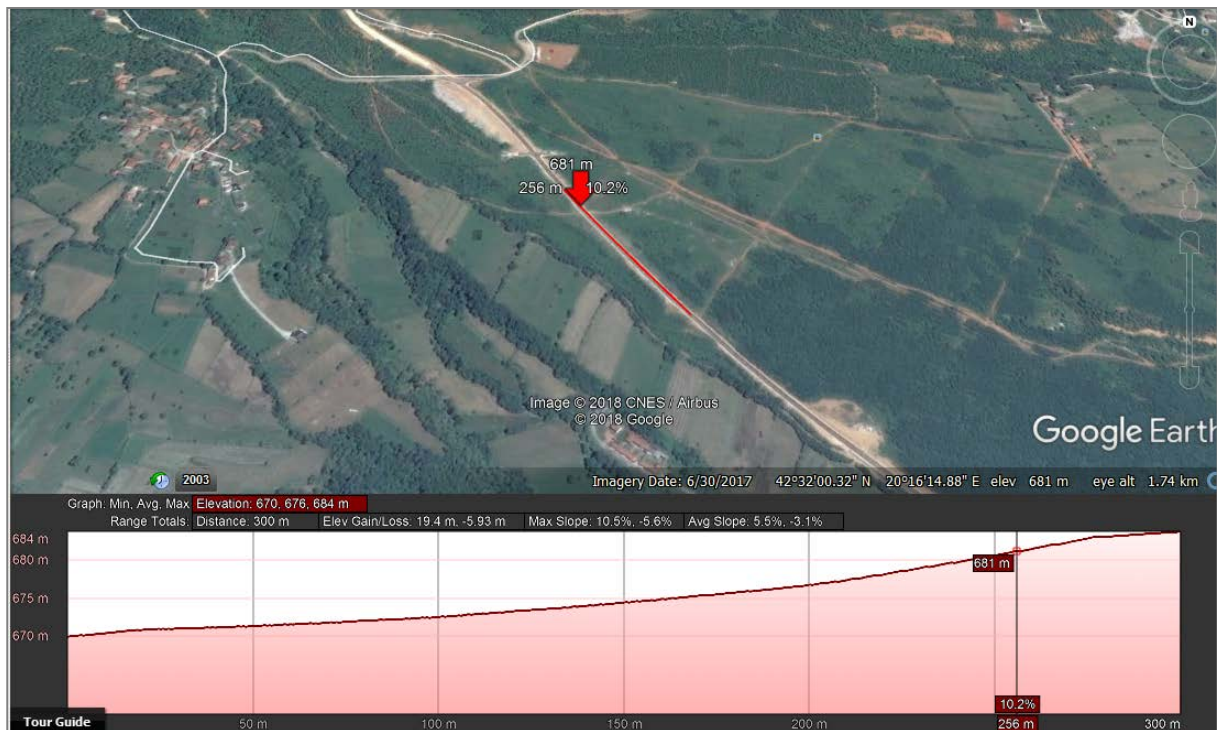 N
681 m
256 m 10.2%
Image © 2018 CNES / Airbus
© 2018 Google
Google Earth
2003
Imagery Date: 6/30/2017 42°32'00.32" N 20°16'14.88" E elev 681 m eye alt 1.74 km
Graph: Min, Avg, Max Elevation: 670, 676, 684 m
Range Totals: Distance: 300 m Elev Gain/Loss: 19.4 m, -5.93 m Max Slope: 10.5%, -5.6% Avg Slope: 5.5%, -3.1%
684 m
680 m
681 m
675 m
670 m
10.2%
Tour Guide 50 m 100 m 150 m 200 m 256 m 300 m